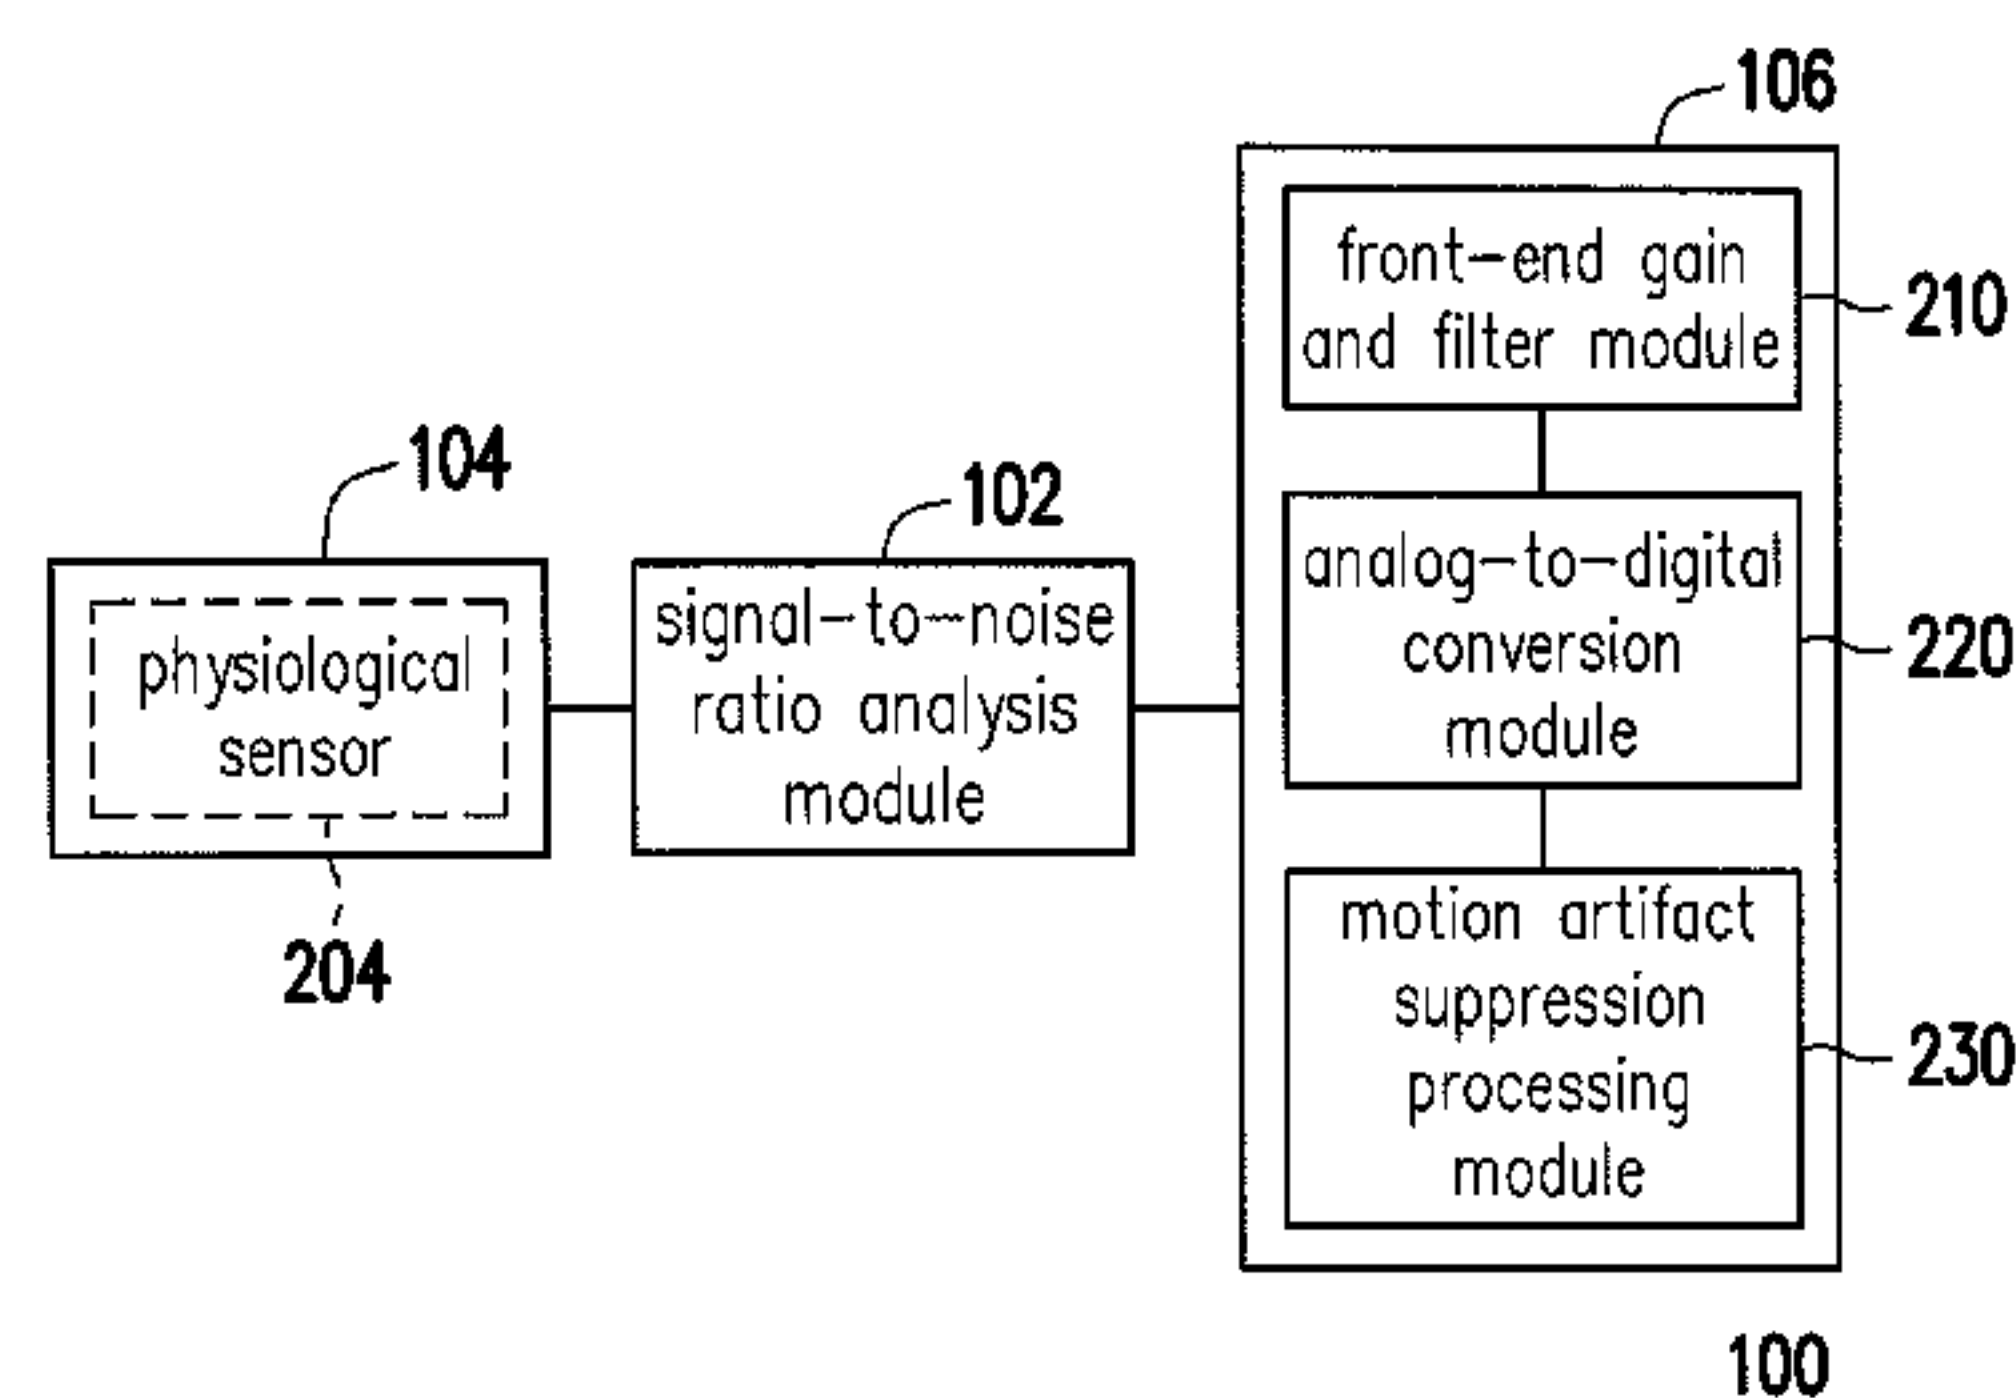 106
front-end gain
and filter module
210
104
102
physiological
sensor
204
signal-to-noise
ratio analysis
module
analog-to-digital
conversion
module
220
motion artifact
suppression
processing
module
230
100